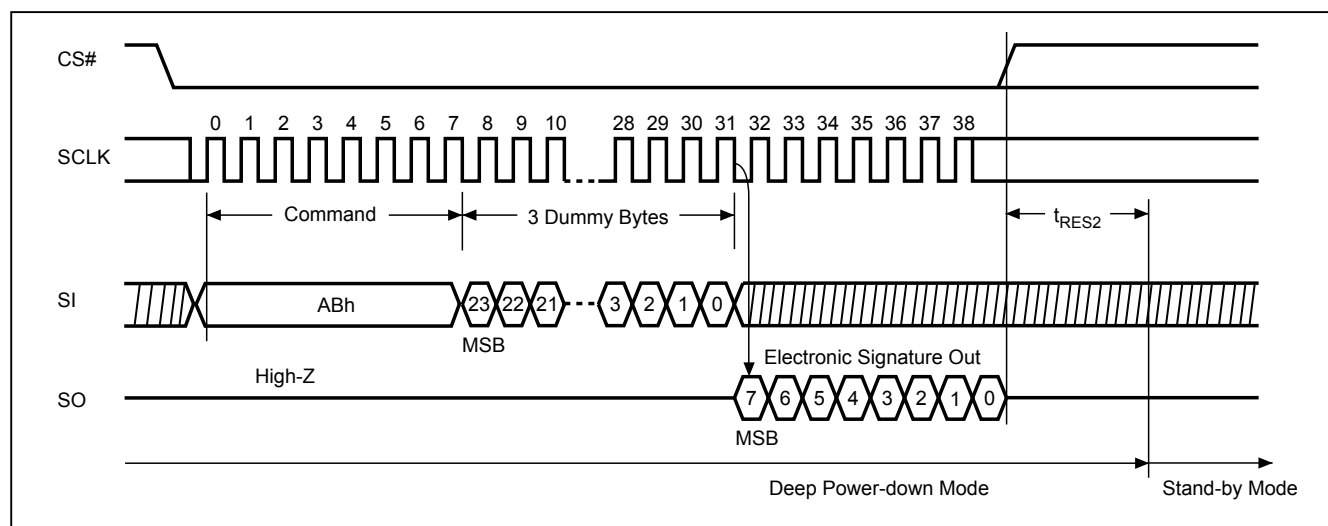 CS#
0 1 2 3 4 5 6 7 8 9 10 28 29 30 31 32 33 34 35 36 37 38
SCLK
Command
3 Dummy Bytes
tRES2
SI
ABh
23 22 21 3 2 1 0
MSB
Electronic Signature Out
High-Z
SO
7 6 5 4 3 2 1 0
MSB
Deep Power-down Mode
Stand-by Mode